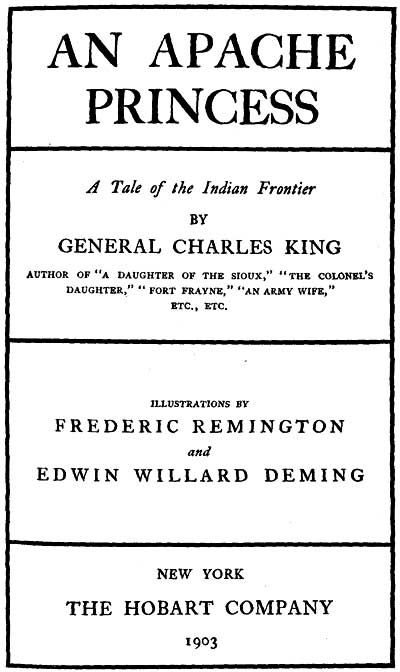 AN APACHE
PRINCESS
A Tale of the Indian Frontier
BY
GENERAL CHARLES KING
AUTHOR OF "A DAUGHTER OF THE SIOUX," "THE COLONEL'S
DAUGHTER," "FORT FRAYNE," "AN ARMY WIFE,"
ETC., ETC.
ILLUSTRATIONS BY
FREDERIC REMINGTON
and
EDWIN WILLARD DEMING
NEW YORK
THE HOBART COMPANY
1903